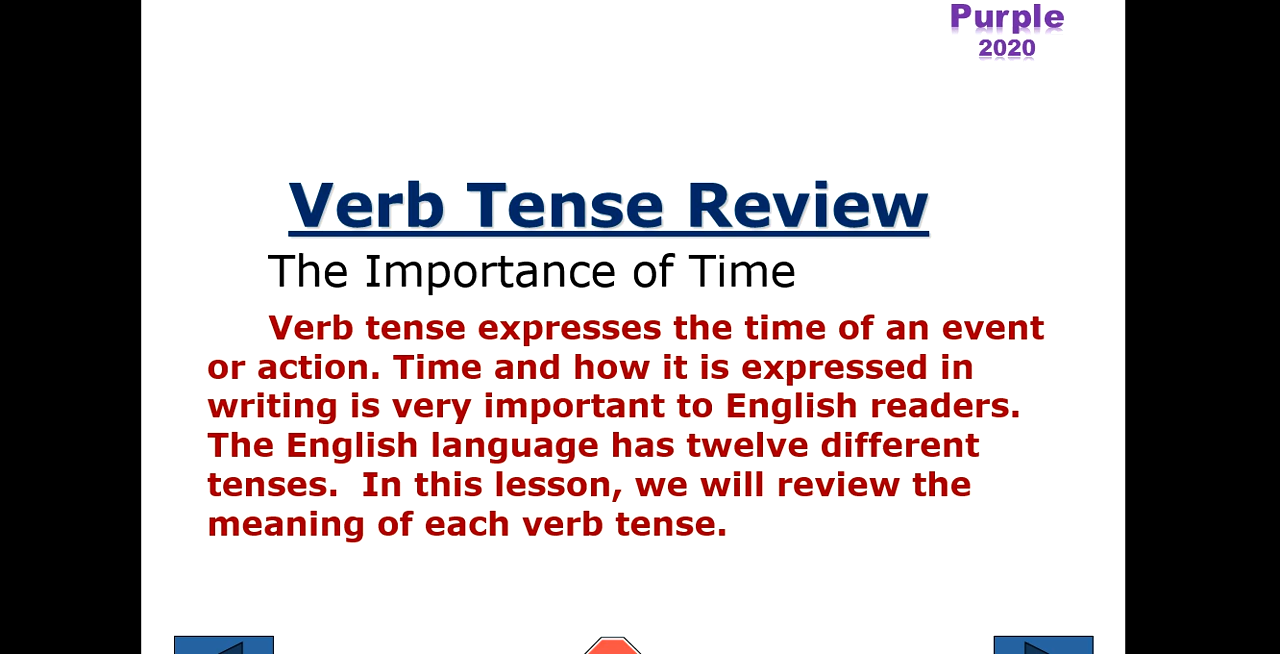 Purple
2020
Verb Tense Review
The Importance of Time
Verb tense expresses the time of an event
or action. Time and how it is expressed in
writing is very important to English readers.
The English language has twelve different
tenses.  In this lesson, we will review the
meaning of each verb tense.